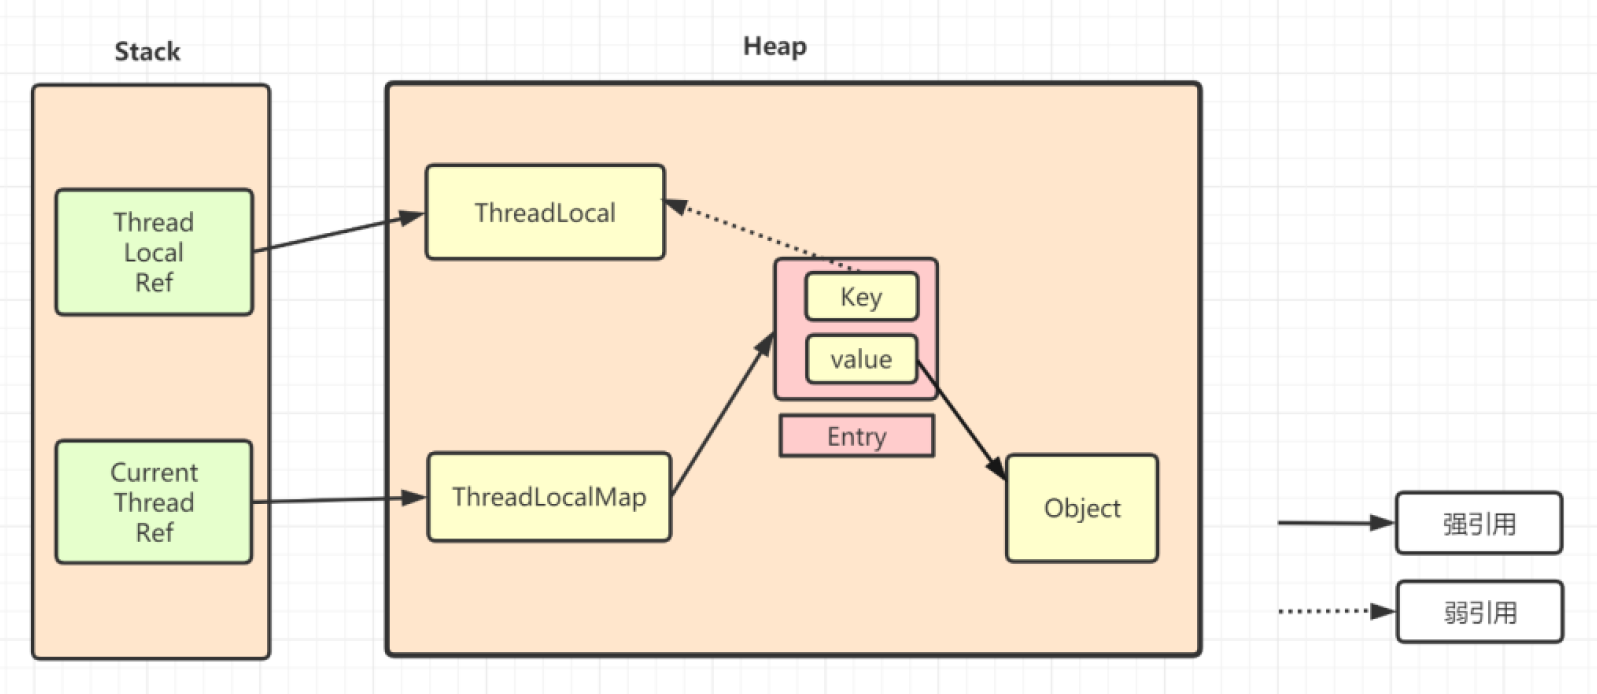 Stack
Heap
Thread
Local
Ref
ThreadLocal
Key
value
Entry
Current
Thread
Ref
ThreadLocalMap
Object
强引用
弱引用